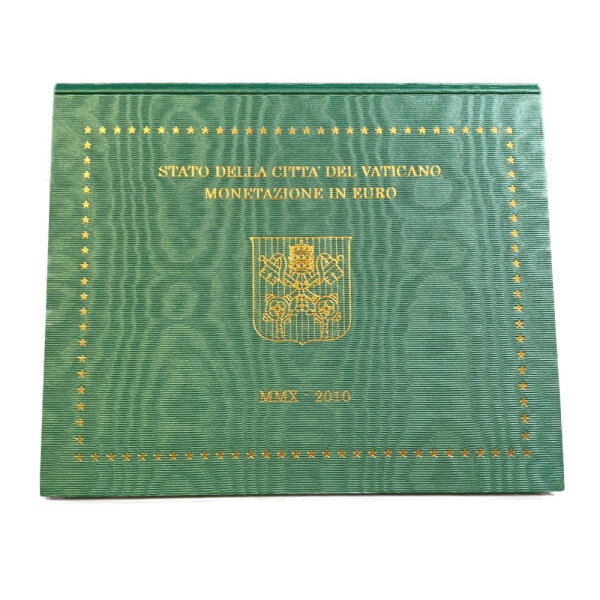 STATO DELLA CITTA' DEL VATICANO
MONETAZIONE IN EURO
MMX - 2010